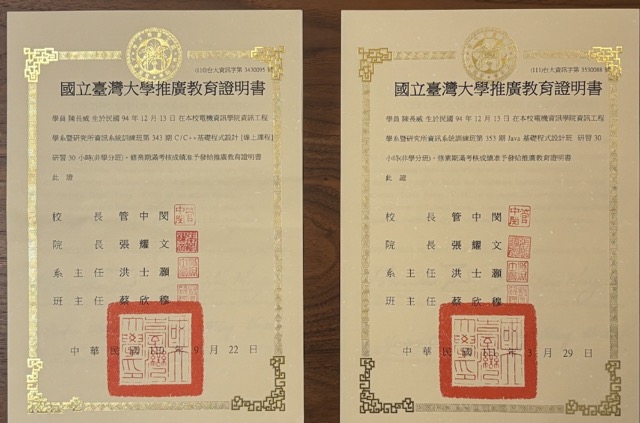 (110)台大資訊字第 3430095 號
國立臺灣大學推廣教育證明書
學員 陳長威 生於民國 94 年 12 月 13 日 在本校電機資訊學院資訊工程
學系暨研究所資訊系統訓練班第 343 期 C/C++基礎程式設計 [線上課程]
研習 30 小時(非學分班)，修業期滿考核成績准予發給推廣教育證明書
此 證
校 長 管 中 閔
院 長 張 耀 文
系 主 任 洪 士 灝
班 主 任 蔡 欣 穆
中 華 民 國 110 年 9 月 22 日
(111)台大資訊字第 3530088 號
國立臺灣大學推廣教育證明書
學員 陳長威 生於民國 94 年 12 月 13 日 在本校電機資訊學院資訊工程
學系暨研究所資訊系統訓練班第 353 期 Java 基礎程式設計班 研習 30
小時(非學分班)，修業期滿考核成績准予發給推廣教育證明書
此 證
校 長 管 中 閔
院 長 張 耀 文
系 主 任 洪 士 灝
班 主 任 蔡 欣 穆
中 華 民 國 111 年 3 月 29 日